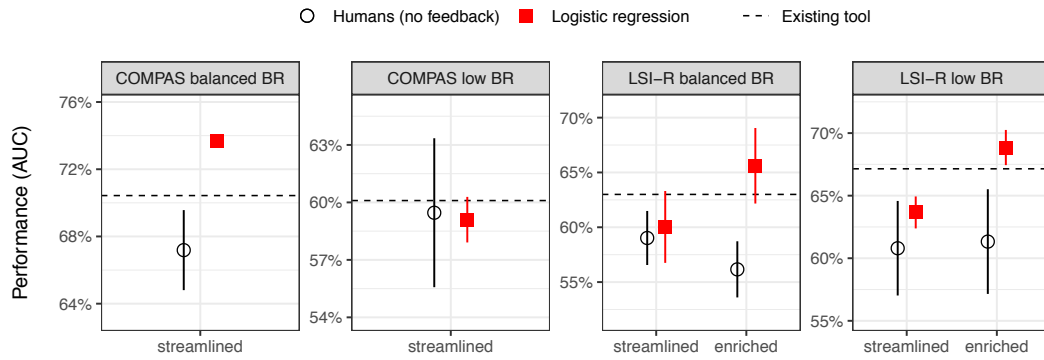 Humans (no feedback) Logistic regression Existing tool
COMPAS balanced BR
COMPAS low BR
LSI−R balanced BR
LSI−R low BR
Performance (AUC)
76%
72%
68%
64%
streamlined
63%
60%
57%
54%
streamlined
70%
65%
60%
55%
streamlined enriched
70%
65%
60%
55%
streamlined enriched